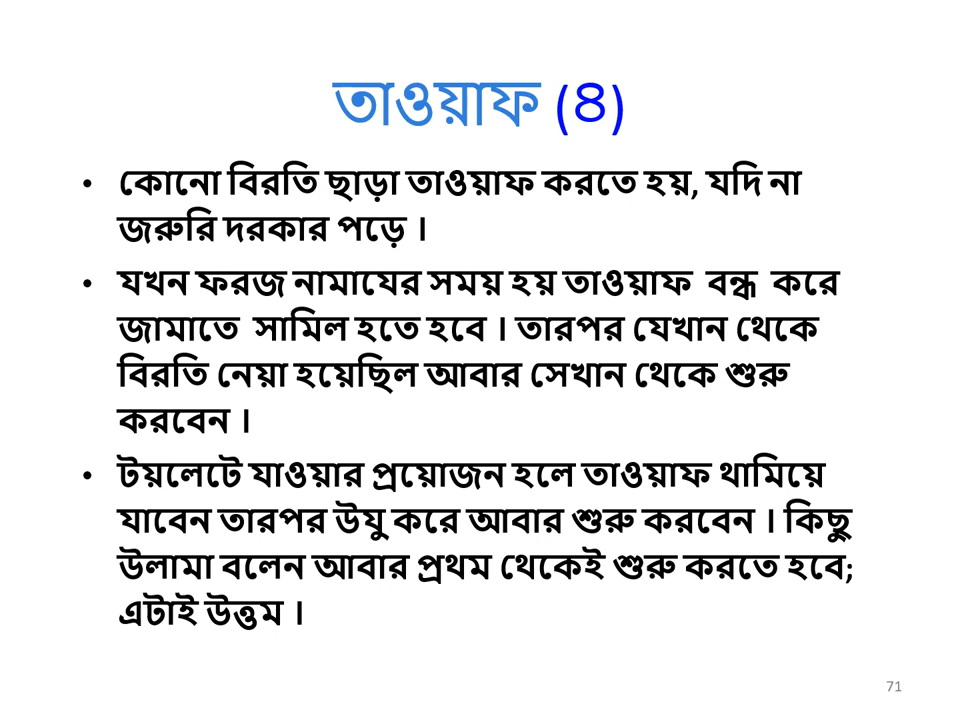 তাওয়াফ (৪)
• কোনো বিরতি ছাড়া তাওয়াফ করতে হয়, যদি না
জরুরি দরকার পড়ে ।
• যখন ফরজ নামাযের সময় হয় তাওয়াফ বন্ধ করে
জামাতে সামিল হতে হবে । তারপর যেখান থেকে
বিরতি নেয়া হয়েছিল আবার সেখান থেকে শুরু
করবেন ।
• টয়লেটে যাওয়ার প্রয়োজন হলে তাওয়াফ থামিয়ে
যাবেন তারপর উযু করে আবার শুরু করবেন । কিছু
উলামা বলেন আবার প্রথম থেকেই শুরু করতে হবে;
এটাই উত্তম ।
71